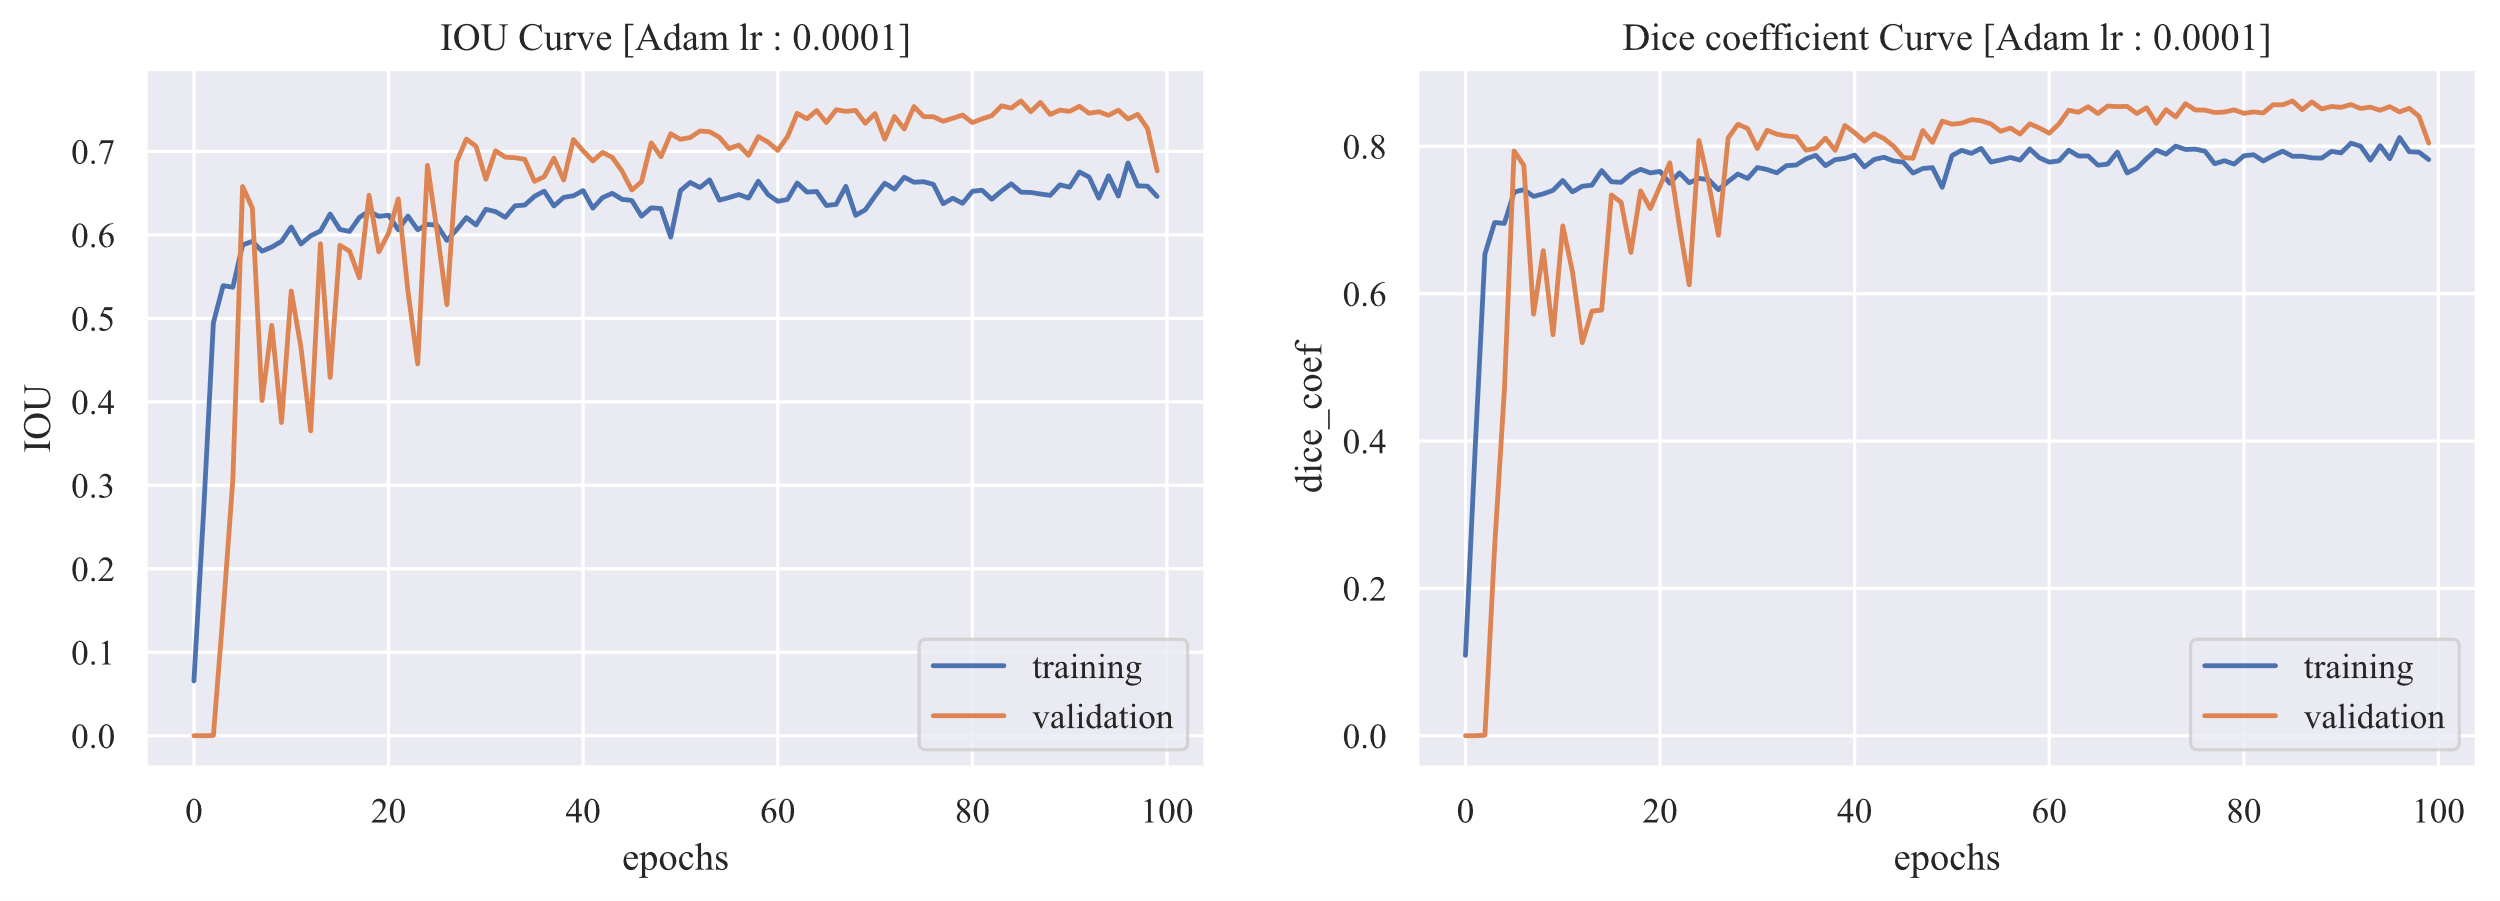 IOU Curve [Adam lr : 0.0001]
IOU
0.7
0.6
0.5
0.4
0.3
0.2
0.1
0.0
0 20 40 60 80 100
epochs
training
validation
Dice coefficient Curve [Adam lr : 0.0001]
dice_coef
0.8
0.6
0.4
0.2
0.0
0 20 40 60 80 100
epochs
training
validation